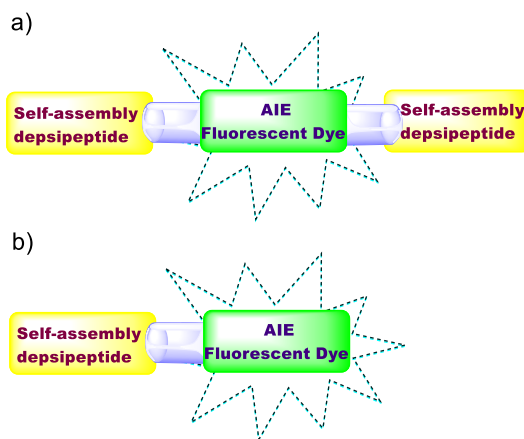 a)
Self-assembly
depsipeptide
AIE
Fluorescent Dye
Self-assembly
depsipeptide
b)
Self-assembly
depsipeptide
AIE
Fluorescent Dye